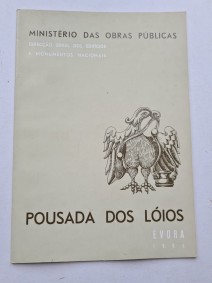 MINISTÉRIO DAS OBRAS PÚBLICAS
DIRECÇÃO GERAL DOS EDIFÍCIOS
E MONUMENTOS NACIONAIS
POUSADA DOS LÓIOS
ÉVORA